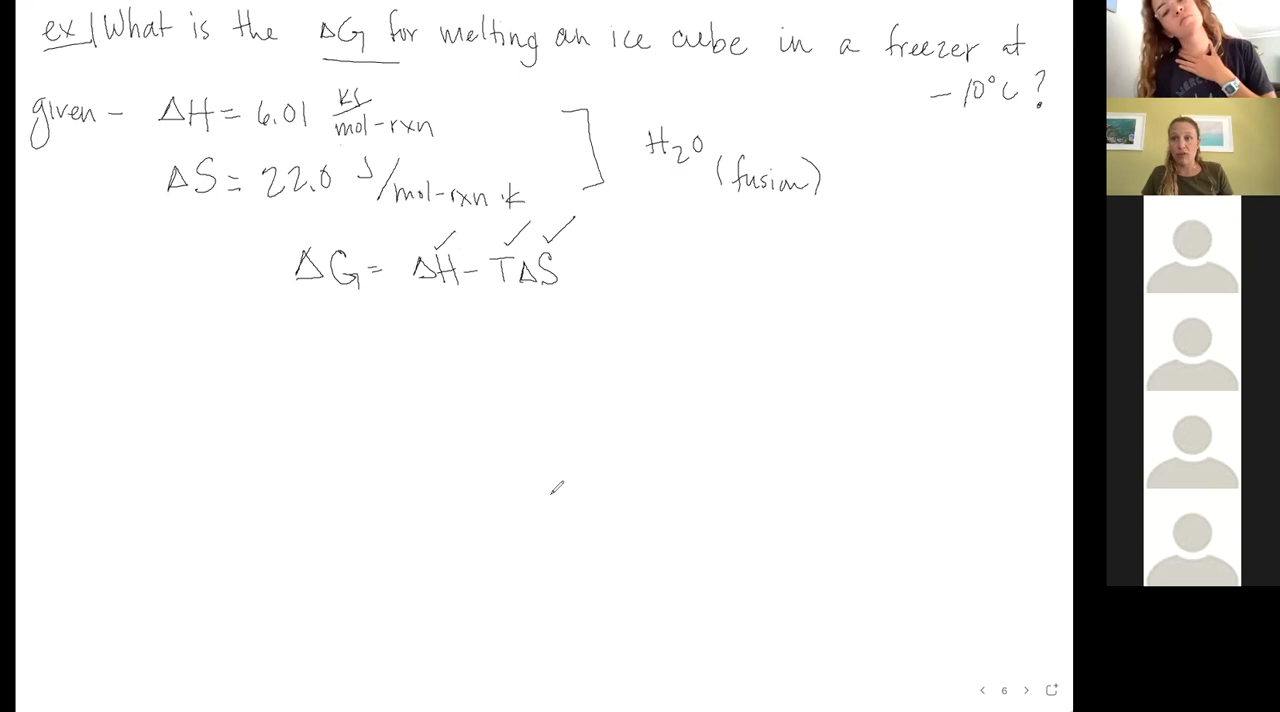 ex/ What is the ΔG for melting an ice cube in a freezer at
-10°C?
given - ΔH = 6.01 kJ/mol-rxn
ΔS = 22.0 J/mol-rxn·K
H₂O (fusion)
ΔG = ΔH - TΔS
< 6 >